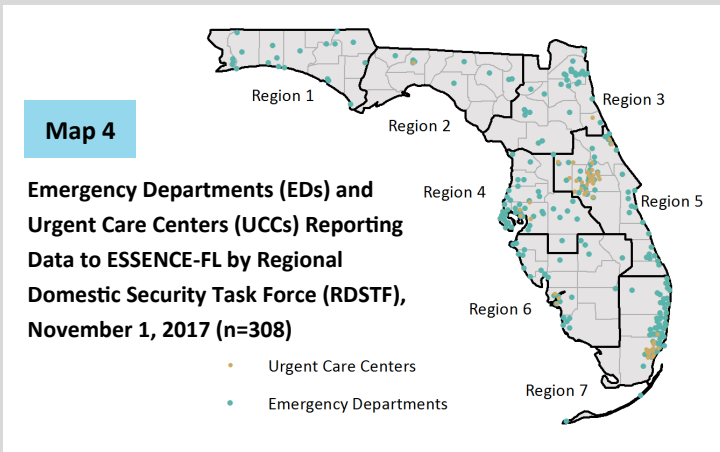 Map 4
Emergency Departments (EDs) and
Urgent Care Centers (UCCs) Reporting
Data to ESSENCE-FL by Regional
Domestic Security Task Force (RDSTF),
November 1, 2017 (n=308)
Urgent Care Centers
Emergency Departments
Region 1
Region 2
Region 3
Region 4
Region 5
Region 6
Region 7